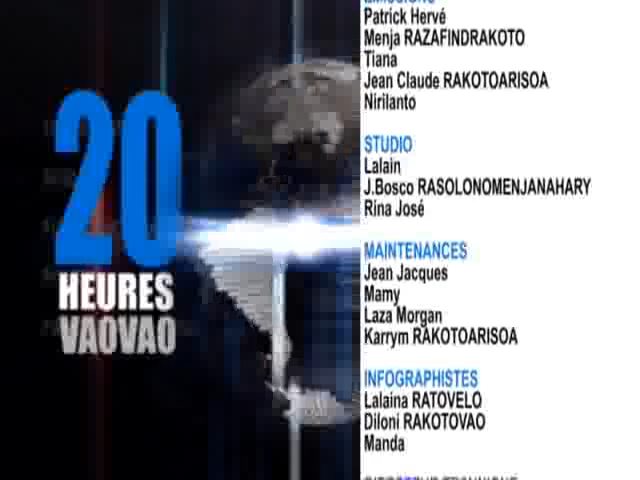 20
HEURES
VAOVAO
EMISSIONS
Patrick Hervé
Menja RAZAFINDRAKOTO
Tiana
Jean Claude RAKOTOARISOA
Nirilanto
STUDIO
Lalain
J.Bosco RASOLONOMENJANAHARY
Rina José
MAINTENANCES
Jean Jacques
Mamy
Laza Morgan
Karrym RAKOTOARISOA
INFOGRAPHISTES
Lalaina RATOVELO
Diloni RAKOTOVAO
Manda